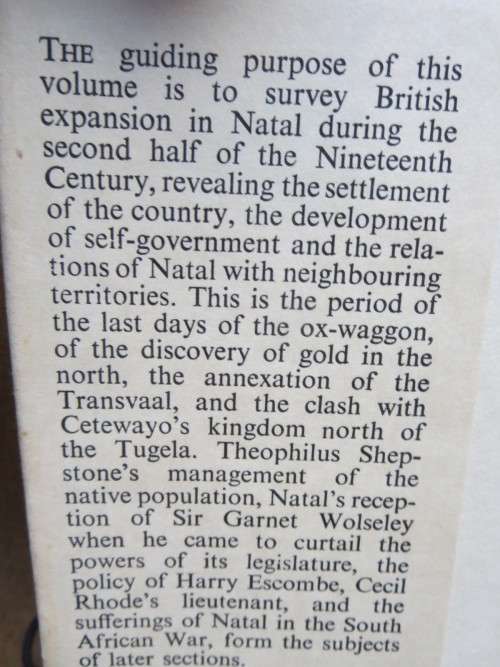 THE guiding purpose of this
volume is to survey British
expansion in Natal during the
second half of the Nineteenth
Century, revealing the settlement
of the country, the development
of self-government and the rela-
tions of Natal with neighbouring
territories. This is the period of
the last days of the ox-waggon,
of the discovery of gold in the
north, the annexation of the
Transvaal, and the clash with
Cetewayo's kingdom north of
the Tugela. Theophilus Shep-
stone's management of the
native population, Natal's recep-
tion of Sir Garnet Wolseley
when he came to curtail the
powers of its legislature, the
policy of Harry Escombe, Cecil
Rhode's lieutenant, and the
sufferings of Natal in the South
African War, form the subjects
of later sections.